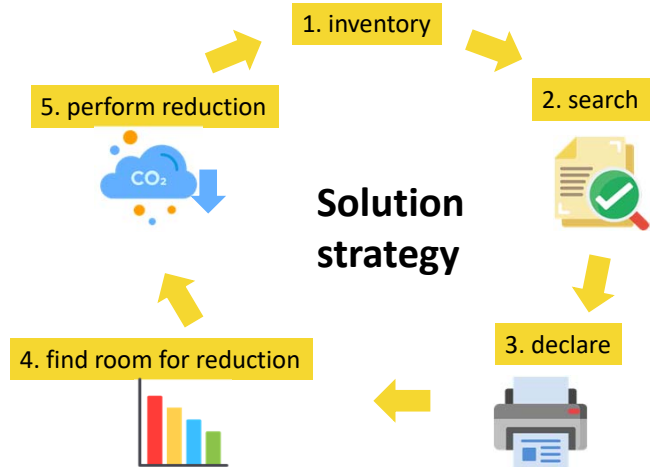 1. inventory
2. search
3. declare
4. find room for reduction
5. perform reduction
CO₂
Solution
strategy